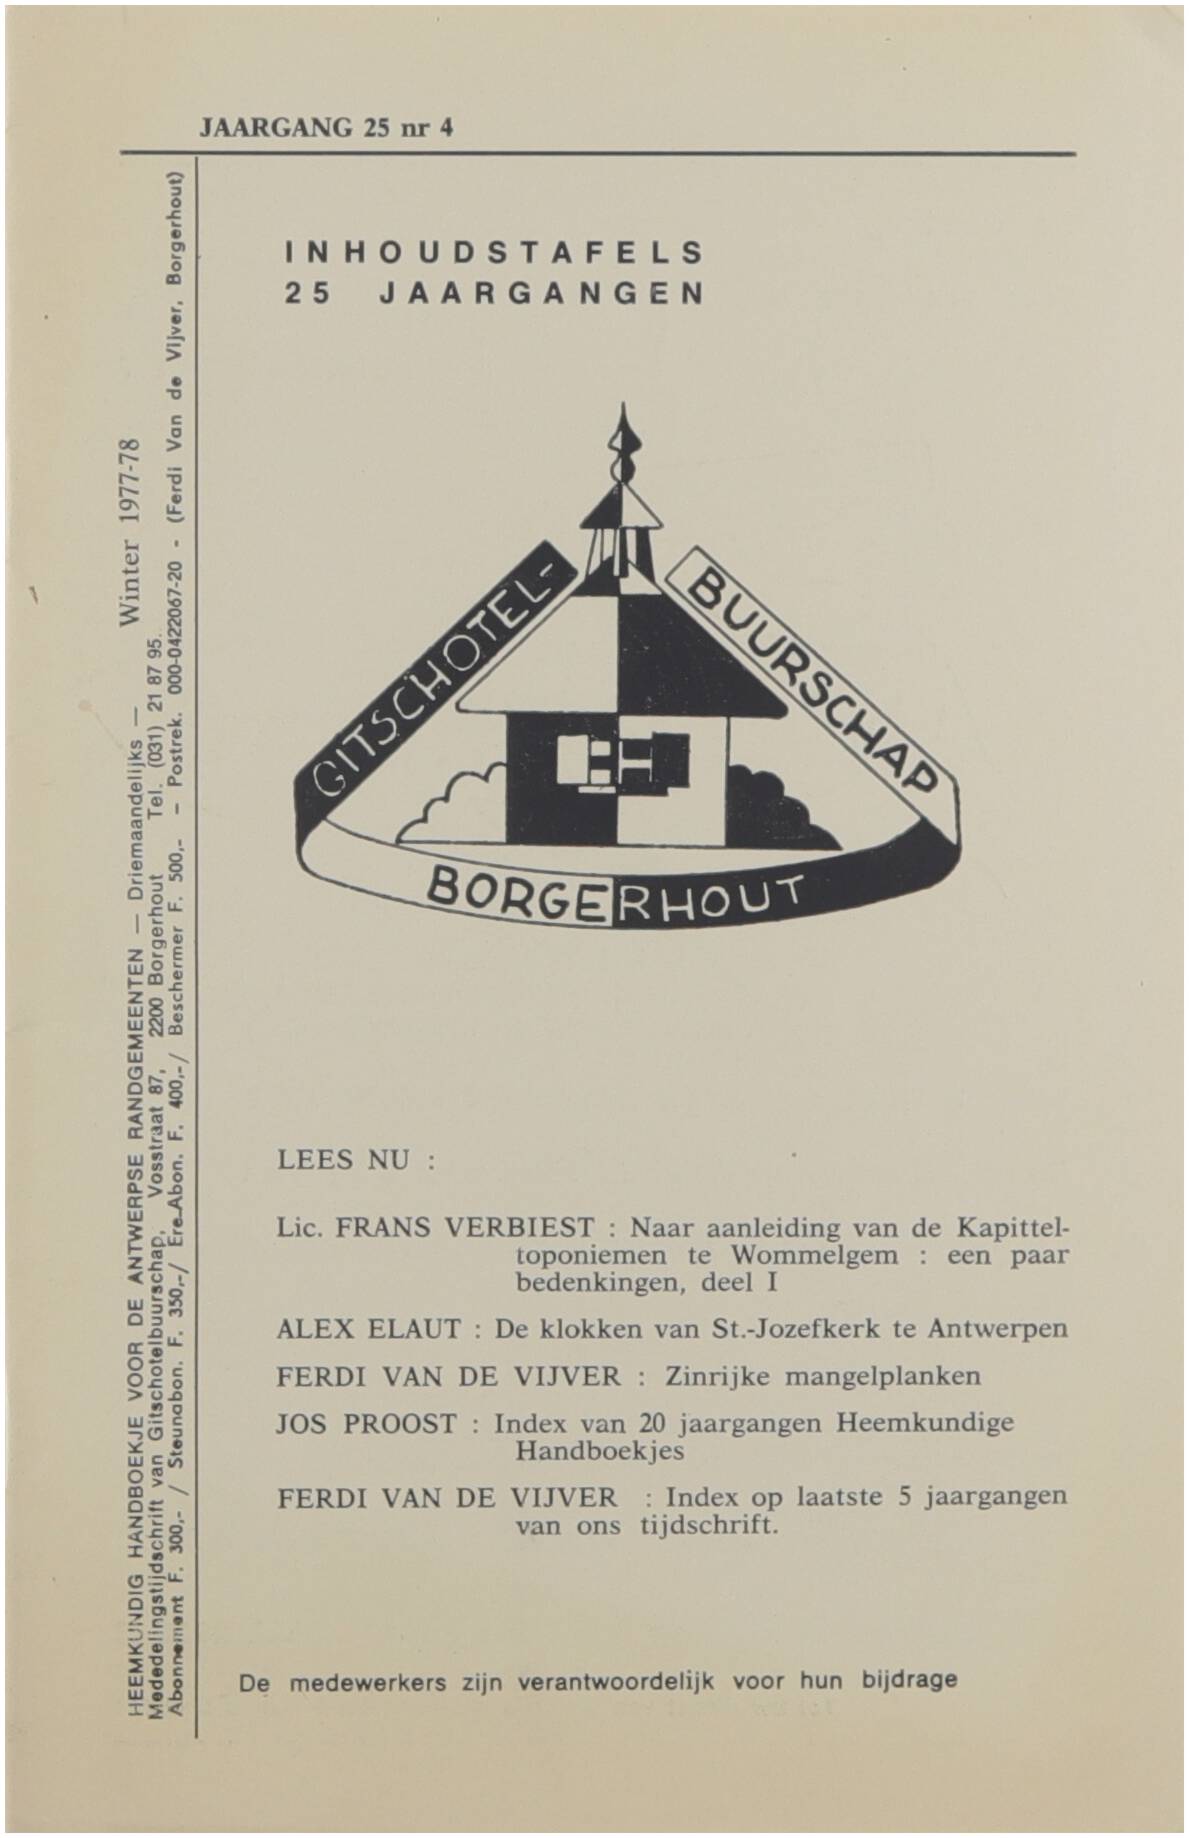 JAARGANG 25 nr 4
HEEMKUNDIG HANDBOEKJE VOOR DE ANTWERPSE RANDGEMEENTEN — Driemaandelijks — Winter 1977-78
Mededelingstijdschrift van Gitschotelbuurschap, Vosstraat 87, 2200 Borgerhout Tel. (031) 21 87 95.
Abonnement F. 300,- / Steunabon. F. 350,-/ Ere-Abon. F. 400,-/ Beschermer F. 500,- - Postrek. 000-0422067-20 - (Ferdi Van de Vijver, Borgerhout)
INHOUDSTAFELS
25 JAARGANGEN
GITSCHOTEL-
BUURSCHAP
BORGERHOUT
LEES NU :
Lic. FRANS VERBIEST : Naar aanleiding van de Kapittel-
toponiemen te Wommelgem : een paar
bedenkingen, deel I
ALEX ELAUT : De klokken van St.-Jozefkerk te Antwerpen
FERDI VAN DE VIJVER : Zinrijke mangelplanken
JOS PROOST : Index van 20 jaargangen Heemkundige
Handboekjes
FERDI VAN DE VIJVER : Index op laatste 5 jaargangen
van ons tijdschrift.
De medewerkers zijn verantwoordelijk voor hun bijdrage